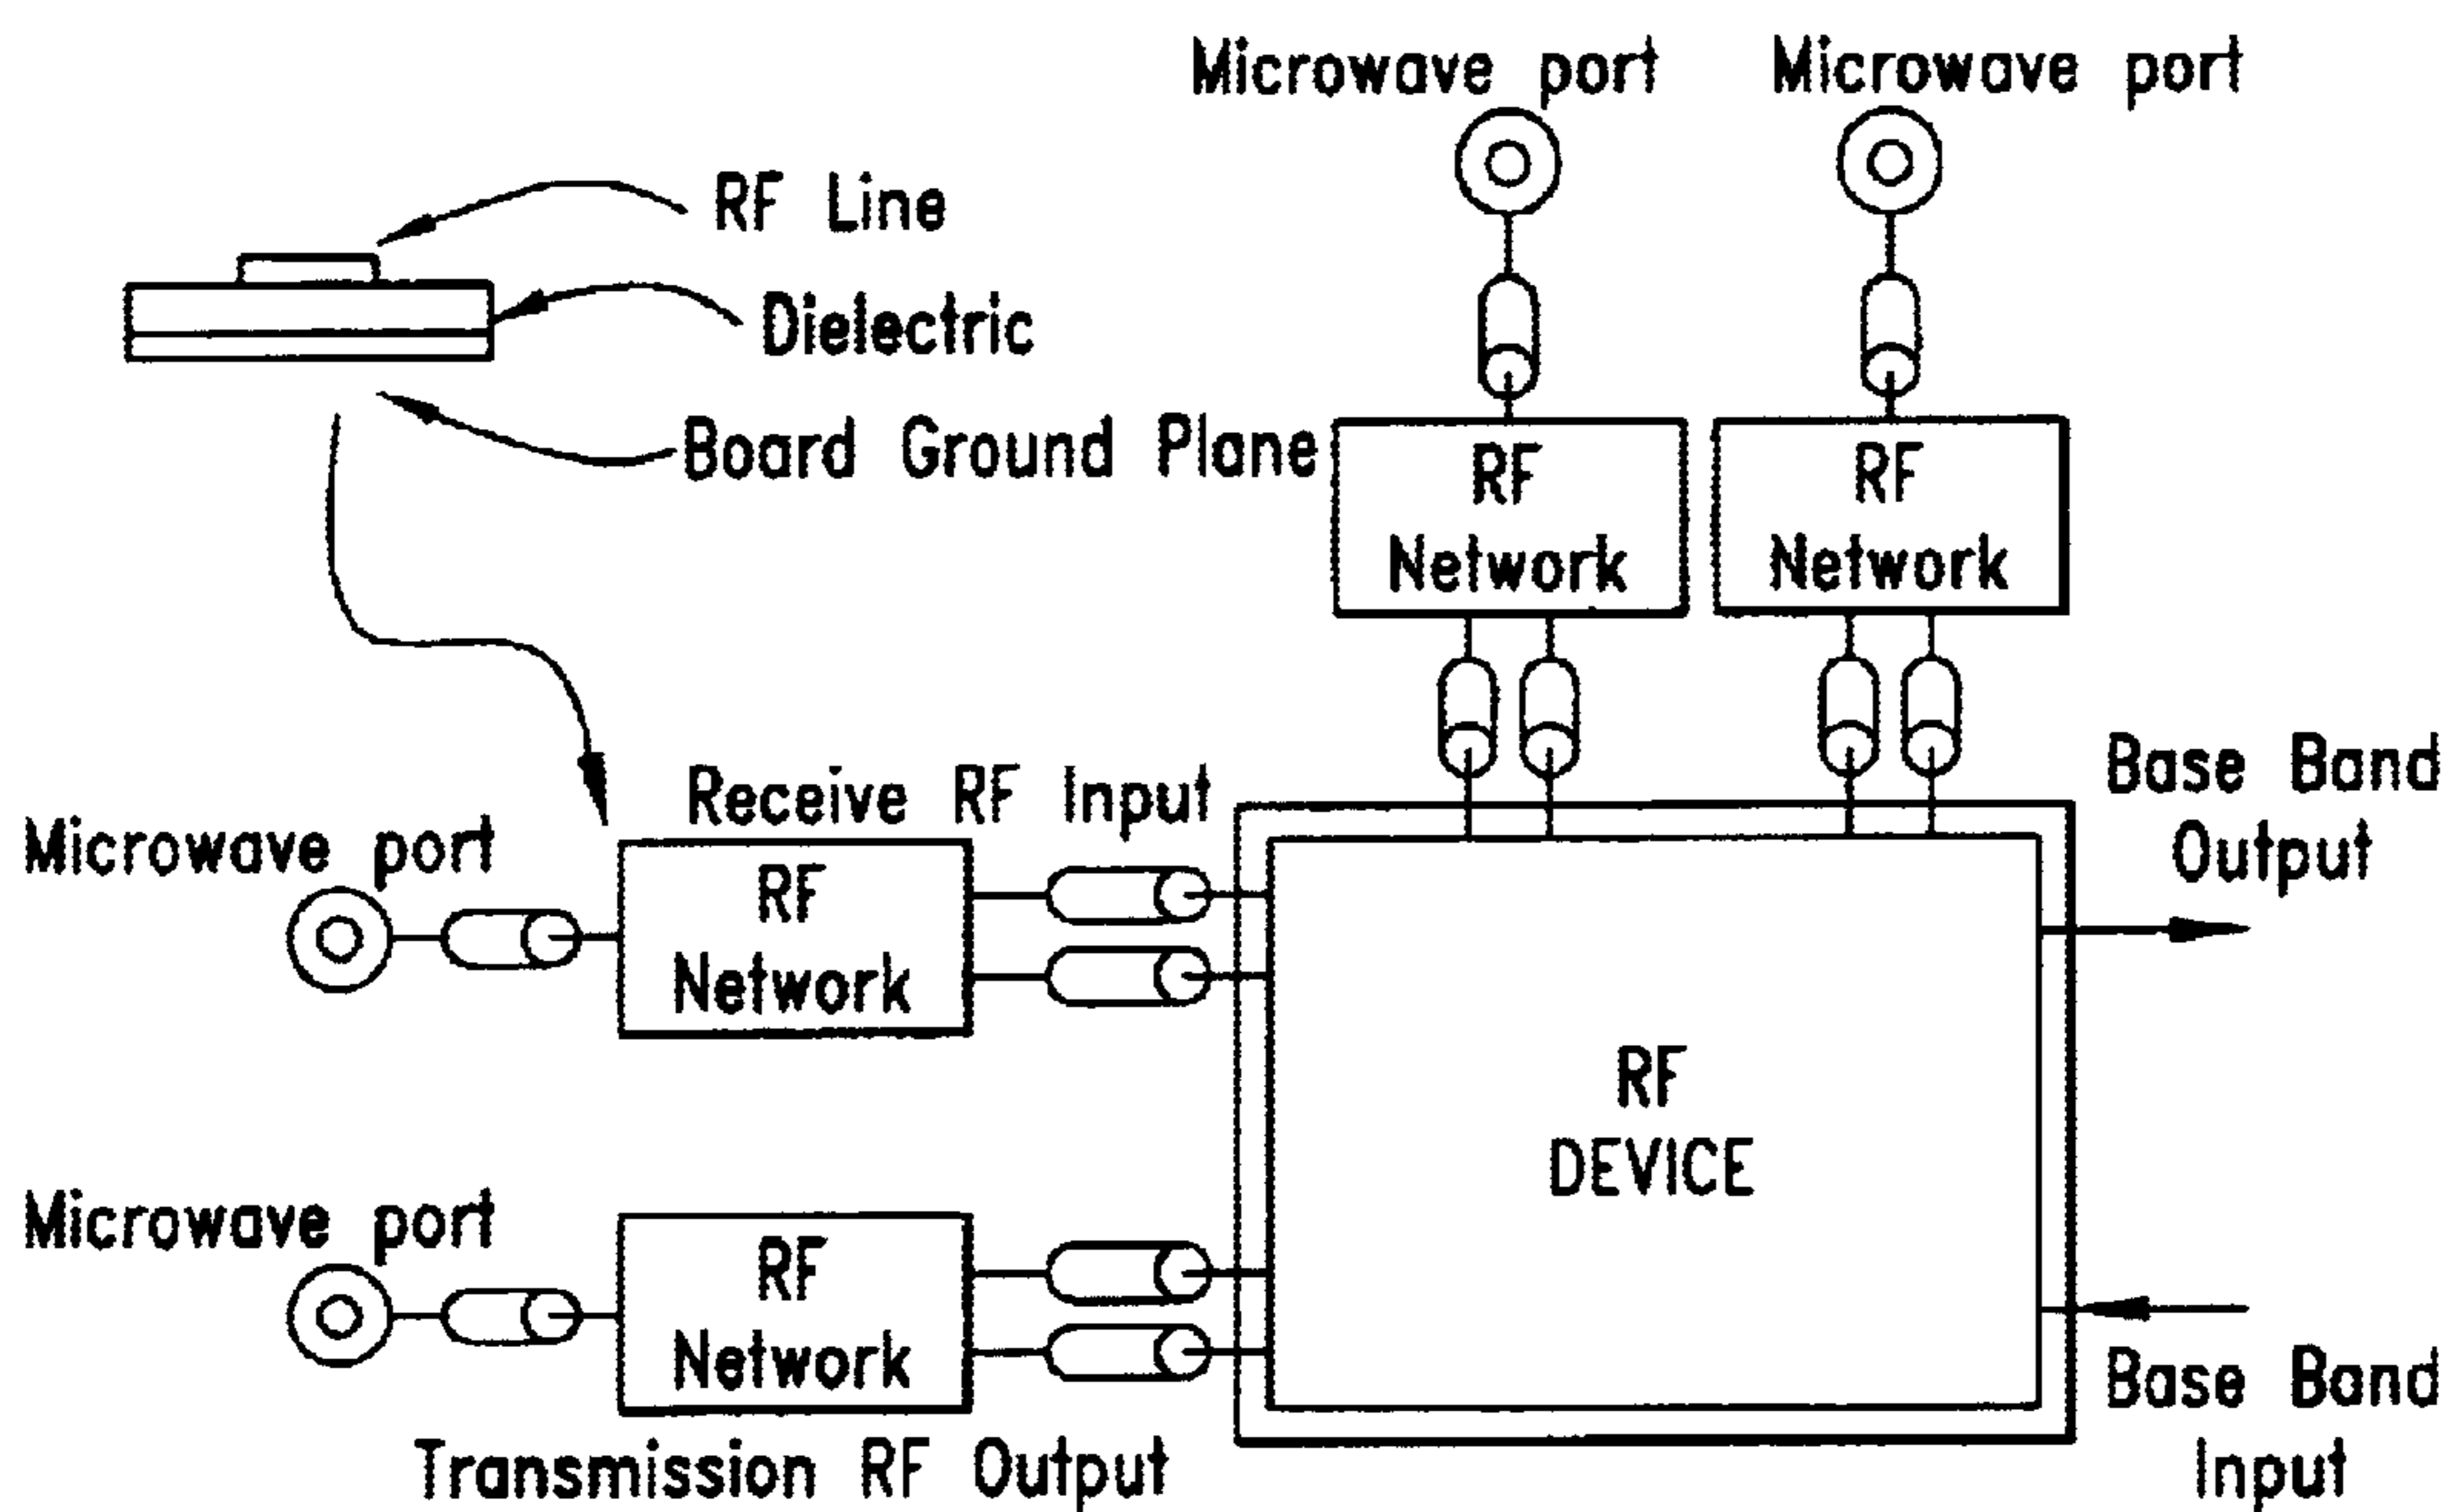 Microwave port
Microwave port
RF Line
Dielectric
Board Ground Plane
RF
Network
RF
Network
Base Band
Output
Receive RF Input
Microwave port
RF
Network
RF
DEVICE
Microwave port
RF
Network
Base Band
Input
Transmission RF Output